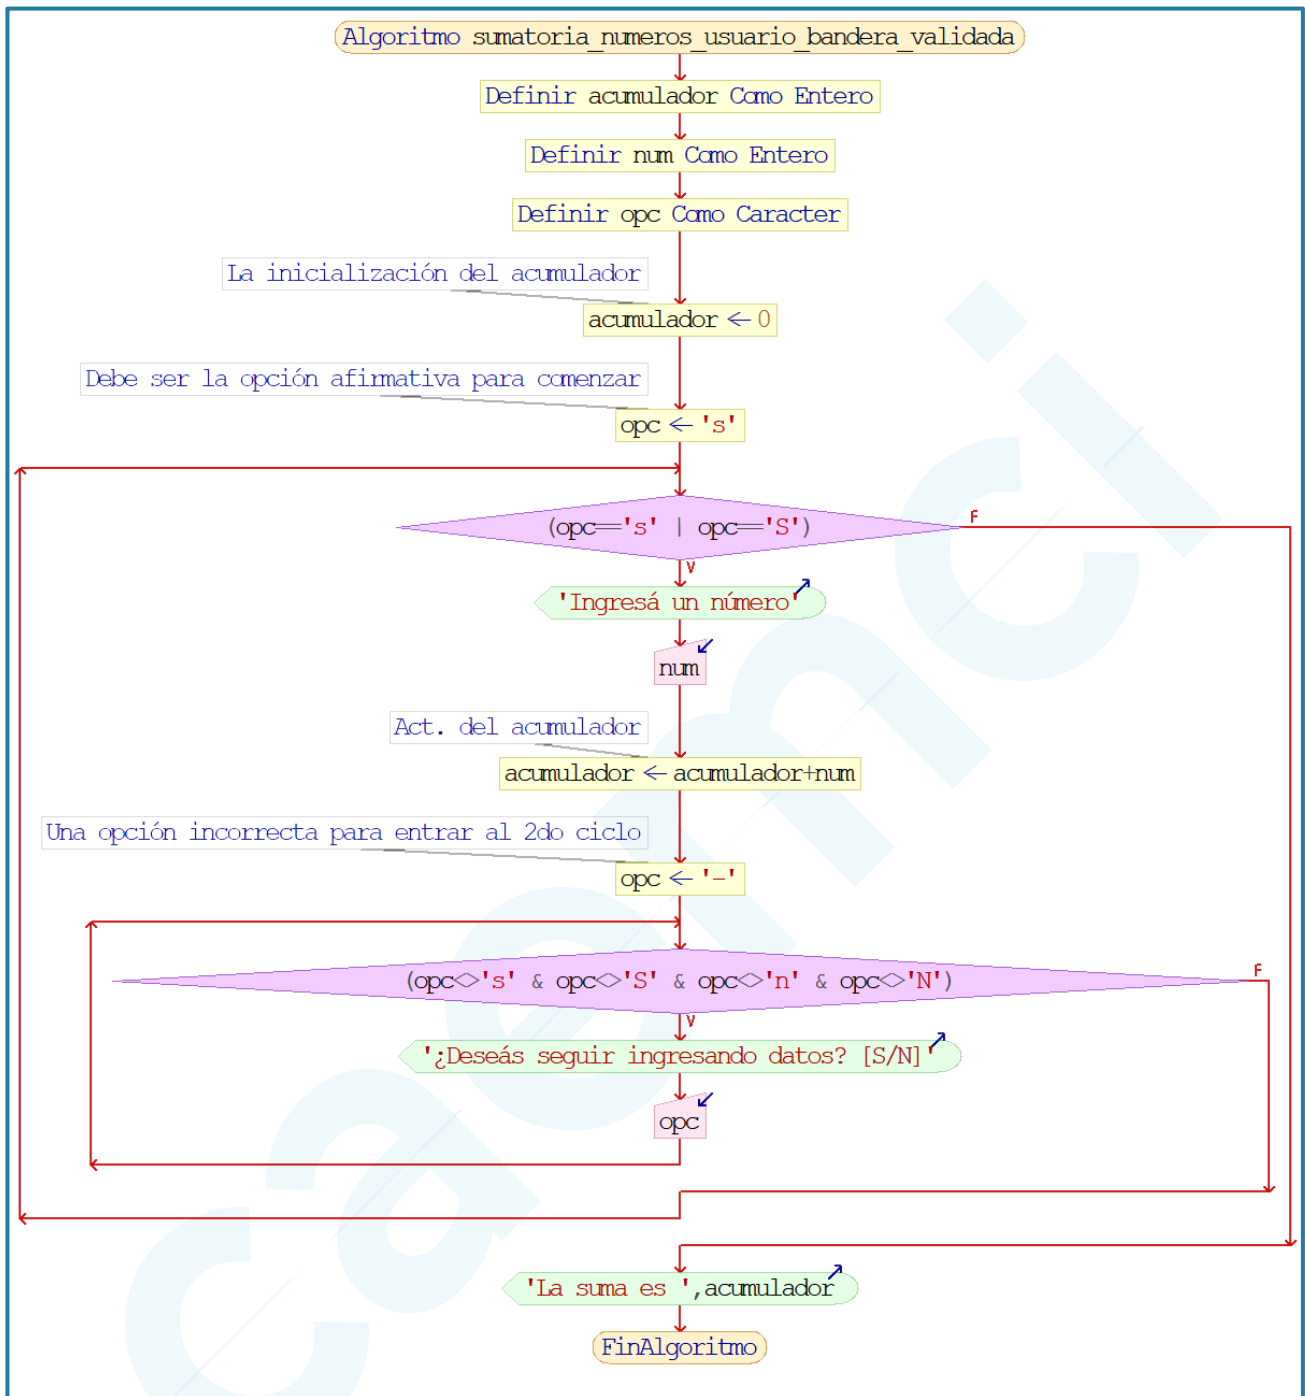 Algoritmo sumatoria_numeros_usuario_bandera_validada
Definir acumulador Como Entero
Definir num Como Entero
Definir opc Como Caracter
La inicialización del acumulador
acumulador ← 0
Debe ser la opción afirmativa para comenzar
opc ← 's'
(opc=='s' | opc=='S')
F
V
'Ingresá un número'
num
Act. del acumulador
acumulador ← acumulador+num
Una opción incorrecta para entrar al 2do ciclo
opc ← '-'
(opc<>'s' & opc<>'S' & opc<>'n' & opc<>'N')
F
V
'¿Deseás seguir ingresando datos? [S/N]'
opc
'La suma es ',acumulador
FinAlgoritmo
caemci